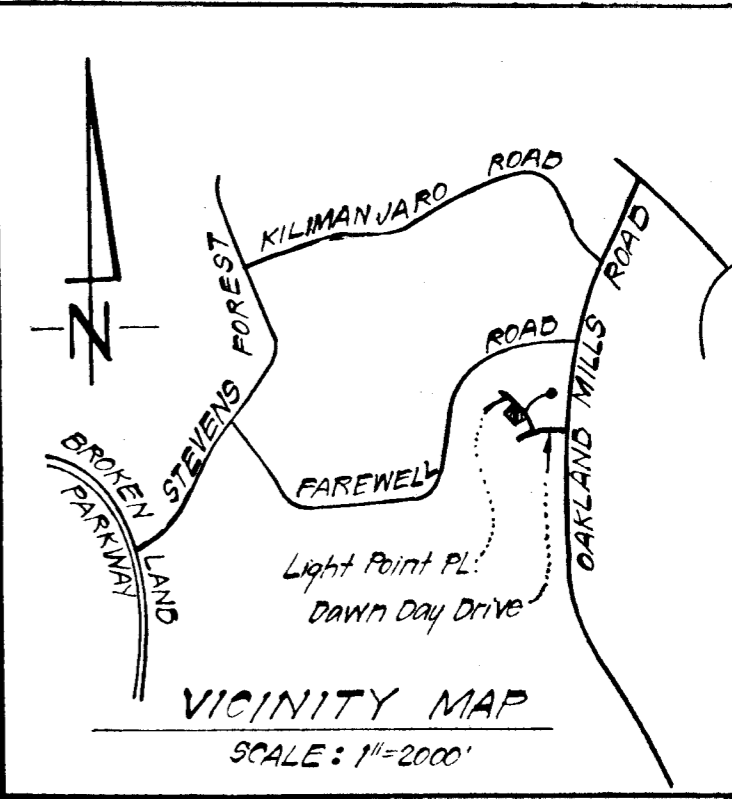 KILIMANJARO ROAD
STEVENS FOREST
N
ROAD
OAKLAND MILLS ROAD
BROKEN LAND
PARKWAY
FAREWELL
Light Point PL.
Dawn Day Drive
VICINITY MAP
SCALE: 1"=2000'